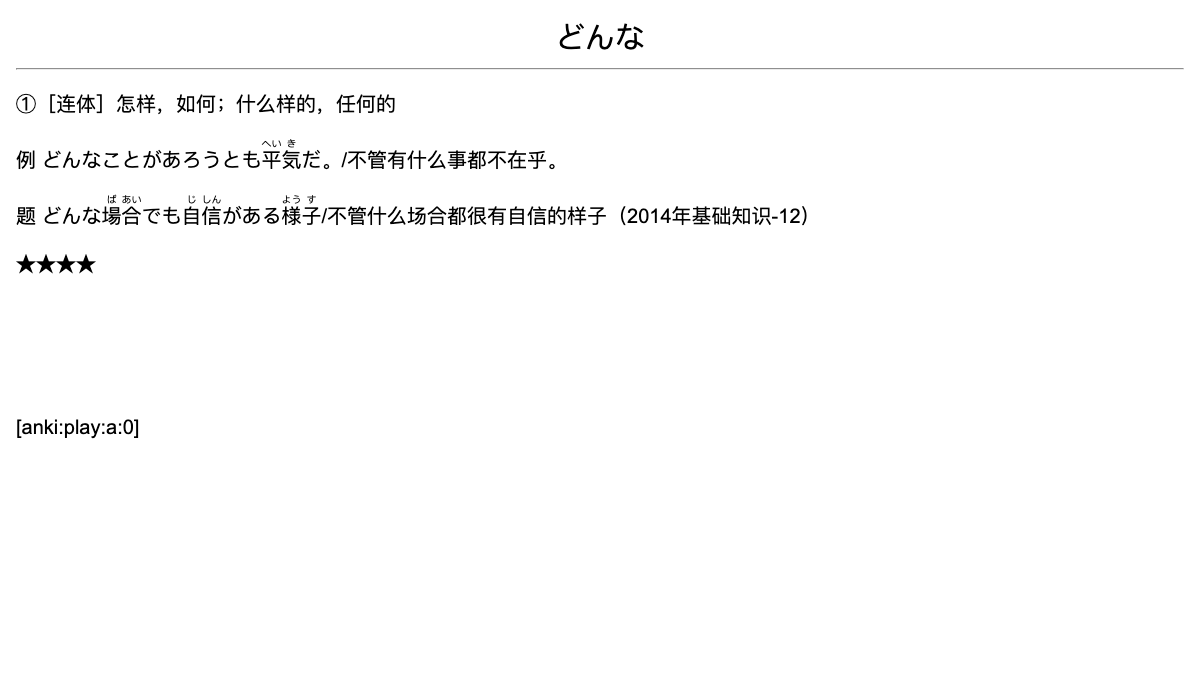 どんな
①［连体］怎样，如何；什么样的，任何的
へい き
例 どんなことがあろうとも平気だ。/不管有什么事都不在乎。
ば あい じ しん よう す
题 どんな場合でも自信がある様子/不管什么场合都很有自信的样子（2014年基础知识-12）
★★★★
[anki:play:a:0]